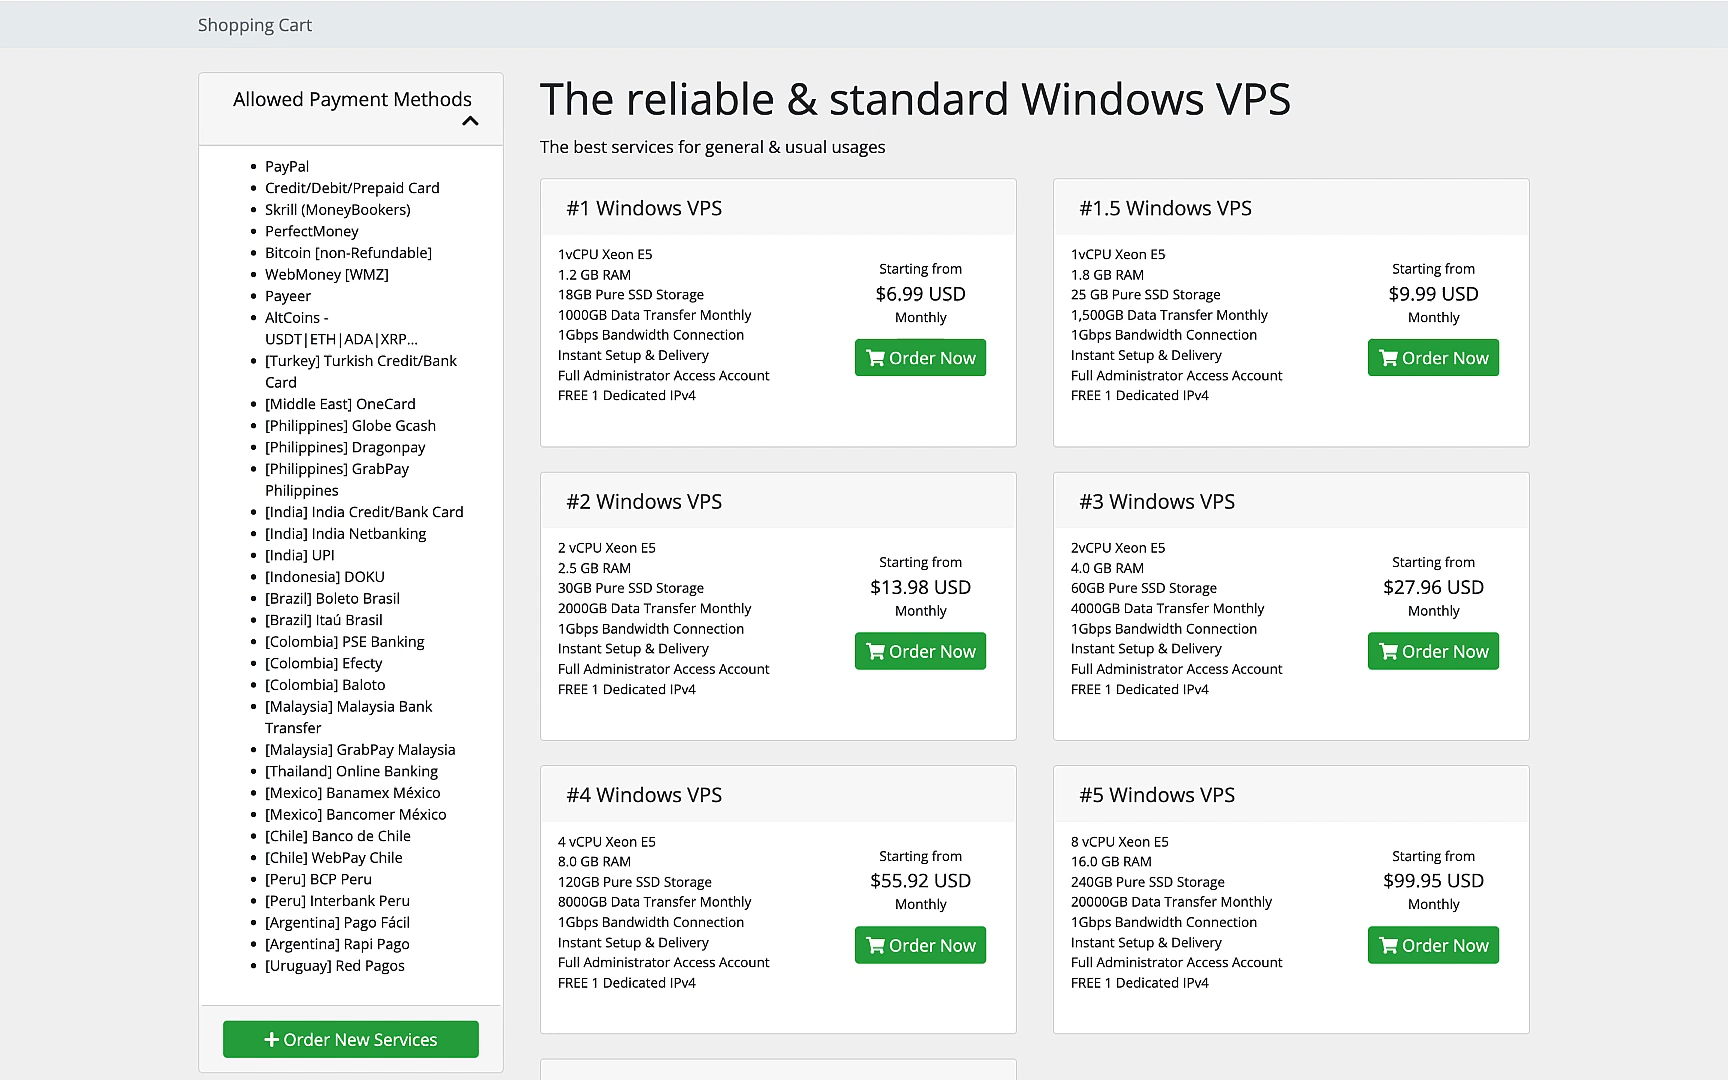 Shopping Cart
Allowed Payment Methods
PayPal
Credit/Debit/Prepaid Card
Skrill (MoneyBookers)
PerfectMoney
Bitcoin [non-Refundable]
WebMoney [WMZ]
Payeer
AltCoins -
USDT|ETH|ADA|XRP...
[Turkey] Turkish Credit/Bank
Card
[Middle East] OneCard
[Philippines] Globe Gcash
[Philippines] Dragonpay
[Philippines] GrabPay
Philippines
[India] India Credit/Bank Card
[India] India Netbanking
[India] UPI
[Indonesia] DOKU
[Brazil] Boleto Brasil
[Brazil] Itaú Brasil
[Colombia] PSE Banking
[Colombia] Efecty
[Colombia] Baloto
[Malaysia] Malaysia Bank
Transfer
[Malaysia] GrabPay Malaysia
[Thailand] Online Banking
[Mexico] Banamex México
[Mexico] Bancomer México
[Chile] Banco de Chile
[Chile] WebPay Chile
[Peru] BCP Peru
[Peru] Interbank Peru
[Argentina] Pago Fácil
[Argentina] Rapi Pago
[Uruguay] Red Pagos
Order New Services
The reliable & standard Windows VPS
The best services for general & usual usages
#1 Windows VPS
1vCPU Xeon E5
1.2 GB RAM
18GB Pure SSD Storage
1000GB Data Transfer Monthly
1Gbps Bandwidth Connection
Instant Setup & Delivery
Full Administrator Access Account
FREE 1 Dedicated IPv4
Starting from
$6.99 USD
Monthly
Order Now
#1.5 Windows VPS
1vCPU Xeon E5
1.8 GB RAM
25 GB Pure SSD Storage
1,500GB Data Transfer Monthly
1Gbps Bandwidth Connection
Instant Setup & Delivery
Full Administrator Access Account
FREE 1 Dedicated IPv4
Starting from
$9.99 USD
Monthly
Order Now
#2 Windows VPS
2 vCPU Xeon E5
2.5 GB RAM
30GB Pure SSD Storage
2000GB Data Transfer Monthly
1Gbps Bandwidth Connection
Instant Setup & Delivery
Full Administrator Access Account
FREE 1 Dedicated IPv4
Starting from
$13.98 USD
Monthly
Order Now
#3 Windows VPS
2vCPU Xeon E5
4.0 GB RAM
60GB Pure SSD Storage
4000GB Data Transfer Monthly
1Gbps Bandwidth Connection
Instant Setup & Delivery
Full Administrator Access Account
FREE 1 Dedicated IPv4
Starting from
$27.96 USD
Monthly
Order Now
#4 Windows VPS
4 vCPU Xeon E5
8.0 GB RAM
120GB Pure SSD Storage
8000GB Data Transfer Monthly
1Gbps Bandwidth Connection
Instant Setup & Delivery
Full Administrator Access Account
FREE 1 Dedicated IPv4
Starting from
$55.92 USD
Monthly
Order Now
#5 Windows VPS
8 vCPU Xeon E5
16.0 GB RAM
240GB Pure SSD Storage
20000GB Data Transfer Monthly
1Gbps Bandwidth Connection
Instant Setup & Delivery
Full Administrator Access Account
FREE 1 Dedicated IPv4
Starting from
$99.95 USD
Monthly
Order Now